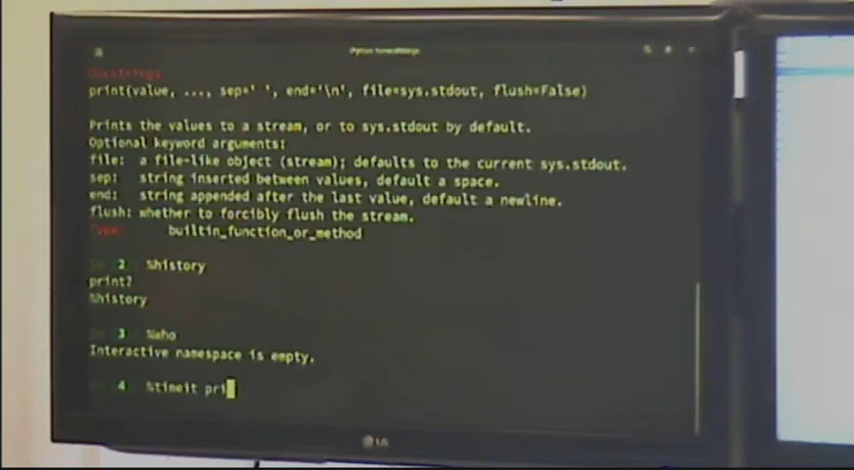 Docstring:
print(value, ..., sep=' ', end='\n', file=sys.stdout, flush=False)
Prints the values to a stream, or to sys.stdout by default.
Optional keyword arguments:
file: a file-like object (stream); defaults to the current sys.stdout.
sep: string inserted between values, default a space.
end: string appended after the last value, default a newline.
flush: whether to forcibly flush the stream.
Type: builtin_function_or_method
In 2 %history
print?
%history
In 3 %who
Interactive namespace is empty.
In 4 %timeit pri
LG